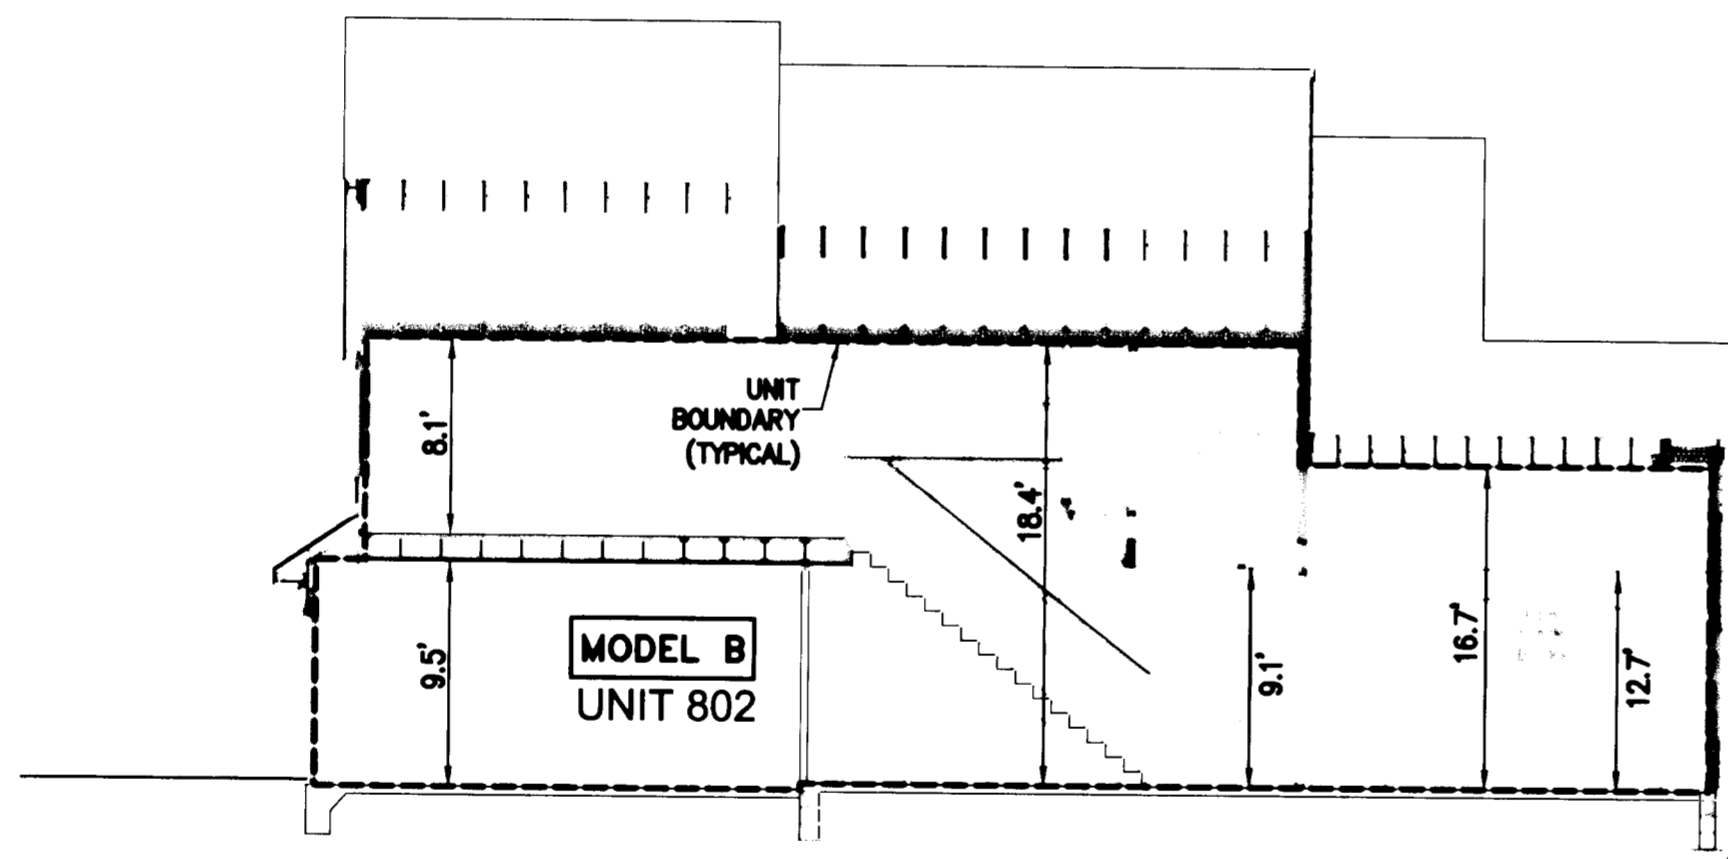 UNIT
BOUNDARY
(TYPICAL)
8.1'
18.4'
9.5'
MODEL B
UNIT 802
9.1'
16.7'
12.7'